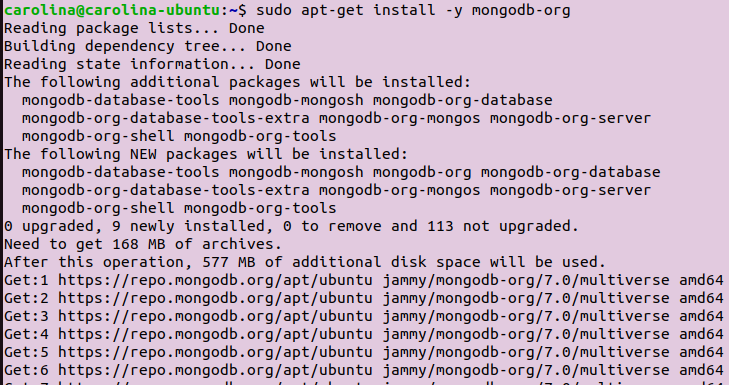 carolina@carolina-ubuntu:~$ sudo apt-get install -y mongodb-org
Reading package lists... Done
Building dependency tree... Done
Reading state information... Done
The following additional packages will be installed:
  mongodb-database-tools mongodb-mongosh mongodb-org-database
  mongodb-org-database-tools-extra mongodb-org-mongos mongodb-org-server
  mongodb-org-shell mongodb-org-tools
The following NEW packages will be installed:
  mongodb-database-tools mongodb-mongosh mongodb-org mongodb-org-database
  mongodb-org-database-tools-extra mongodb-org-mongos mongodb-org-server
  mongodb-org-shell mongodb-org-tools
0 upgraded, 9 newly installed, 0 to remove and 113 not upgraded.
Need to get 168 MB of archives.
After this operation, 577 MB of additional disk space will be used.
Get:1 https://repo.mongodb.org/apt/ubuntu jammy/mongodb-org/7.0/multiverse amd64
Get:2 https://repo.mongodb.org/apt/ubuntu jammy/mongodb-org/7.0/multiverse amd64
Get:3 https://repo.mongodb.org/apt/ubuntu jammy/mongodb-org/7.0/multiverse amd64
Get:4 https://repo.mongodb.org/apt/ubuntu jammy/mongodb-org/7.0/multiverse amd64
Get:5 https://repo.mongodb.org/apt/ubuntu jammy/mongodb-org/7.0/multiverse amd64
Get:6 https://repo.mongodb.org/apt/ubuntu jammy/mongodb-org/7.0/multiverse amd64